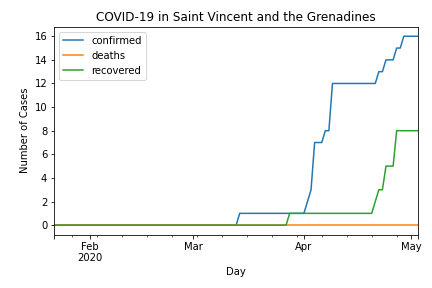 COVID-19 in Saint Vincent and the Grenadines
confirmed
deaths
recovered
Number of Cases
16
14
12
10
8
6
4
2
0
Feb
2020
Mar
Apr
May
Day